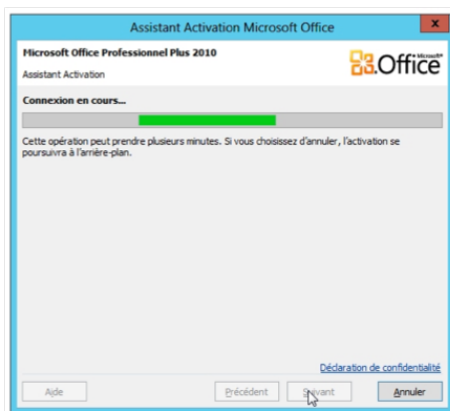 Assistant Activation Microsoft Office
x
Microsoft Office Professionnel Plus 2010
Microsoft®
Office
Assistant Activation
Connexion en cours...
Cette opération peut prendre plusieurs minutes. Si vous choisissez d'annuler, l'activation se
poursuivra à l'arrière-plan.
Déclaration de confidentialité
Aide
Précédent
Suivant
Annuler